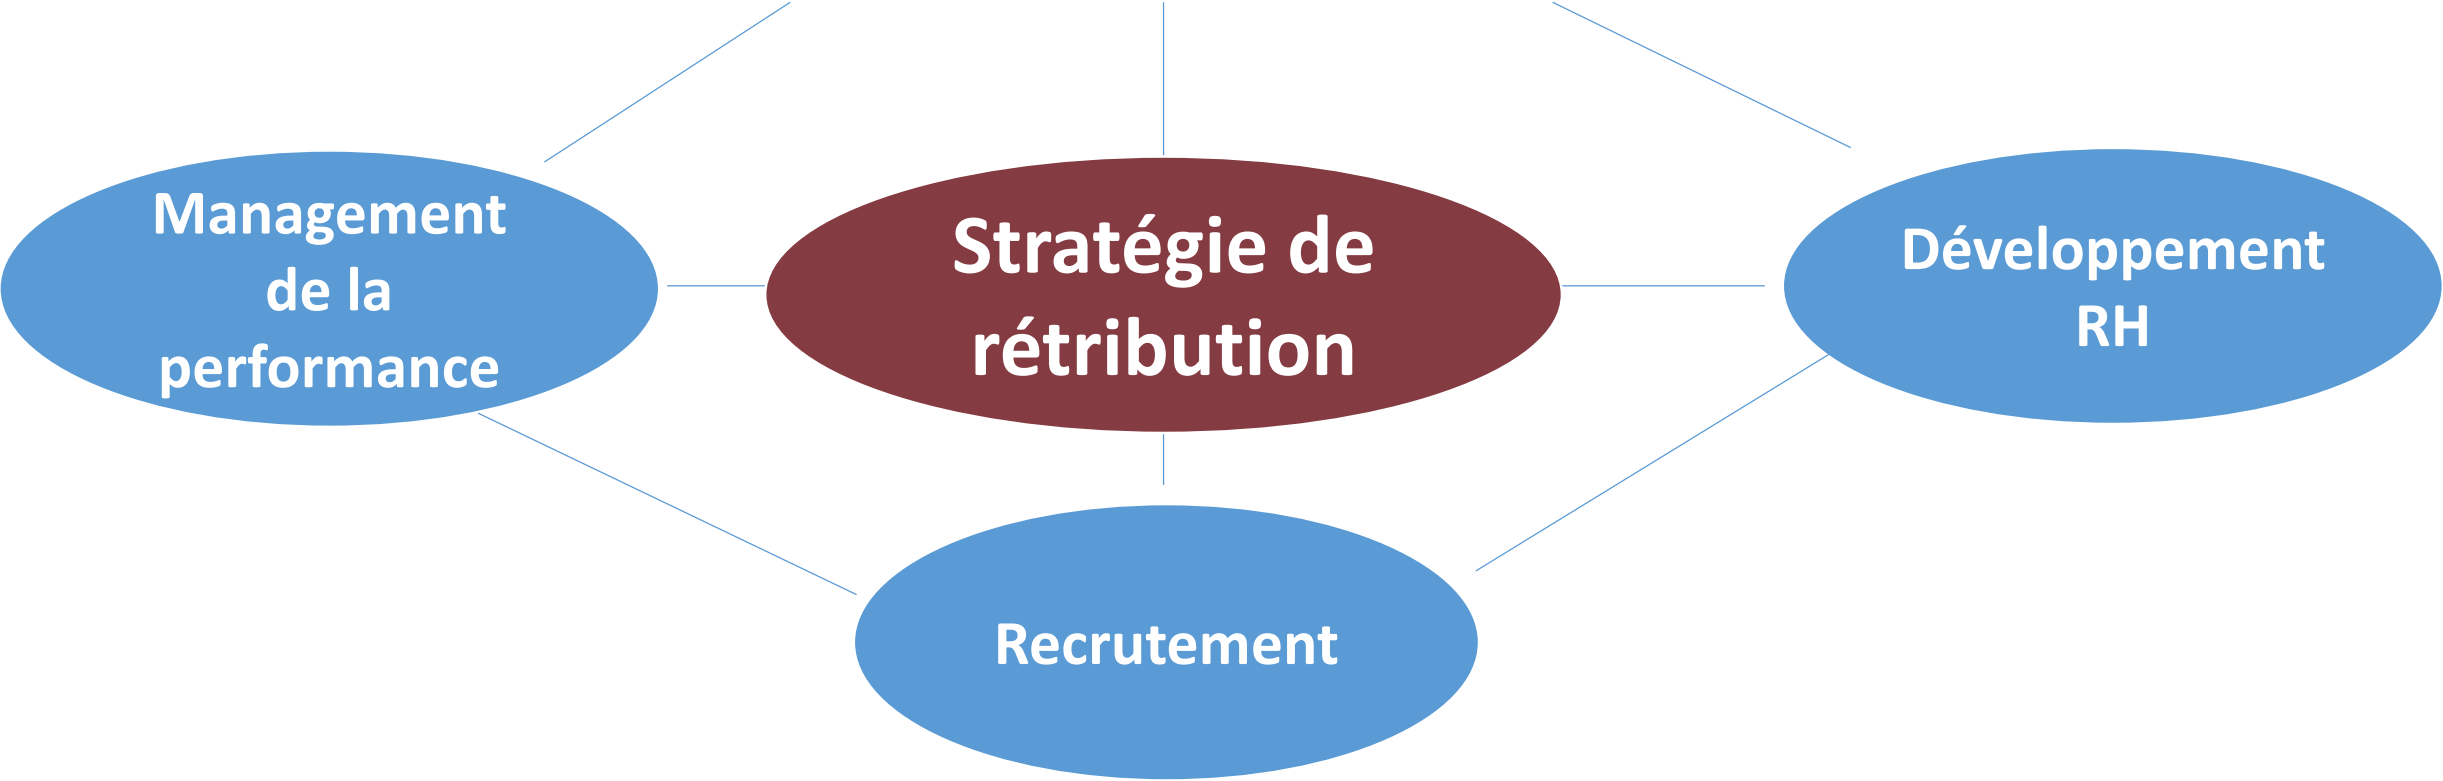 Management
de la
performance
Stratégie de
rétribution
Développement
RH
Recrutement